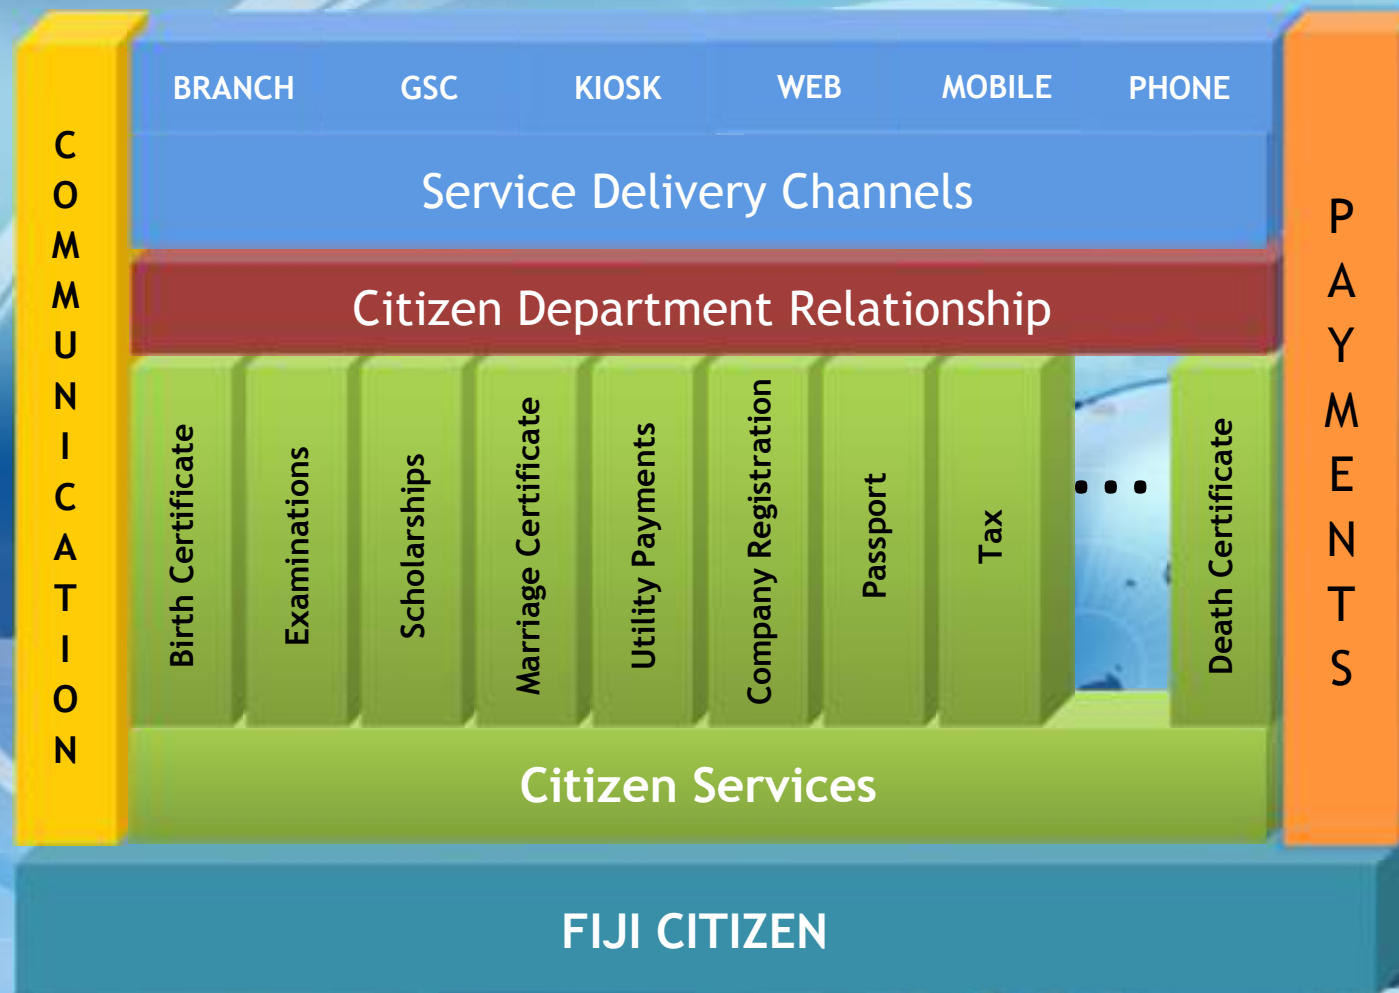 COMMUNICATION
BRANCH GSC KIOSK WEB MOBILE PHONE
Service Delivery Channels
Citizen Department Relationship
Birth Certificate
Examinations
Scholarships
Marriage Certificate
Utility Payments
Company Registration
Passport
Tax
...
Death Certificate
Citizen Services
PAYMENTS
FIJI CITIZEN